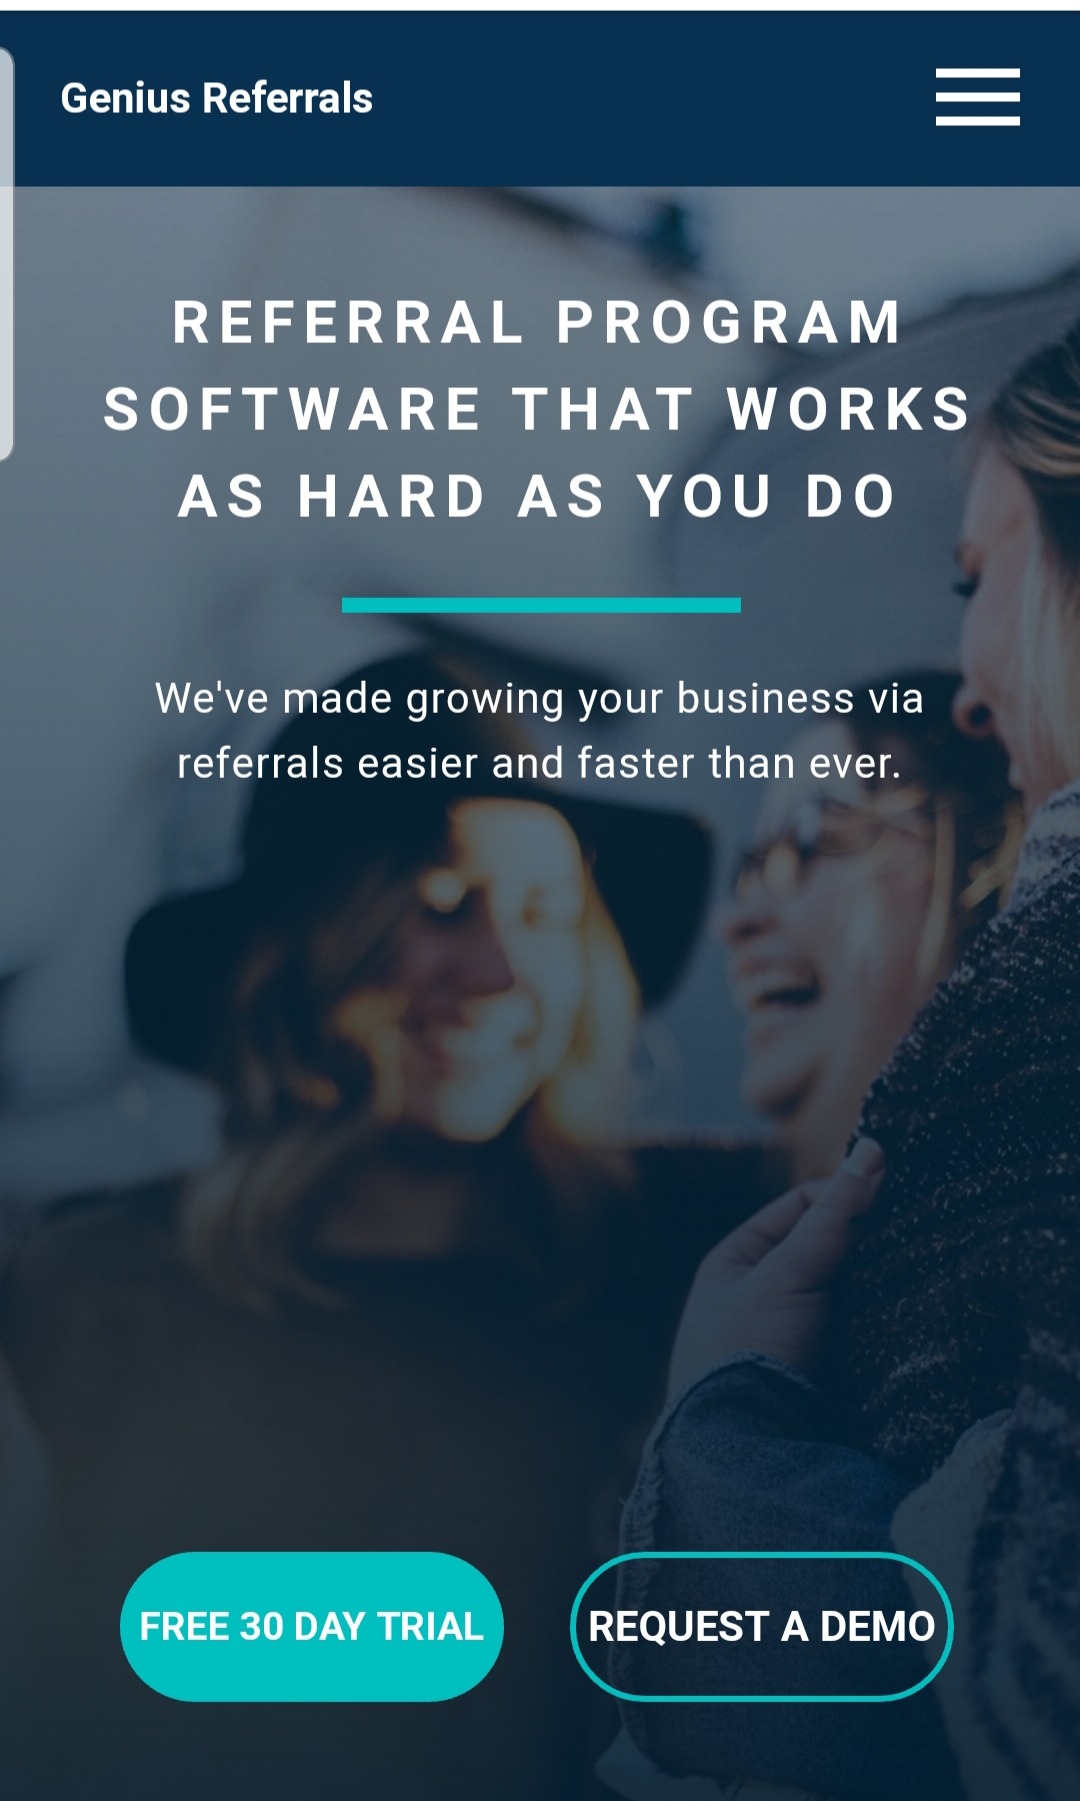 Genius Referrals
REFERRAL PROGRAM
SOFTWARE THAT WORKS
AS HARD AS YOU DO
We've made growing your business via
referrals easier and faster than ever.
FREE 30 DAY TRIAL
REQUEST A DEMO